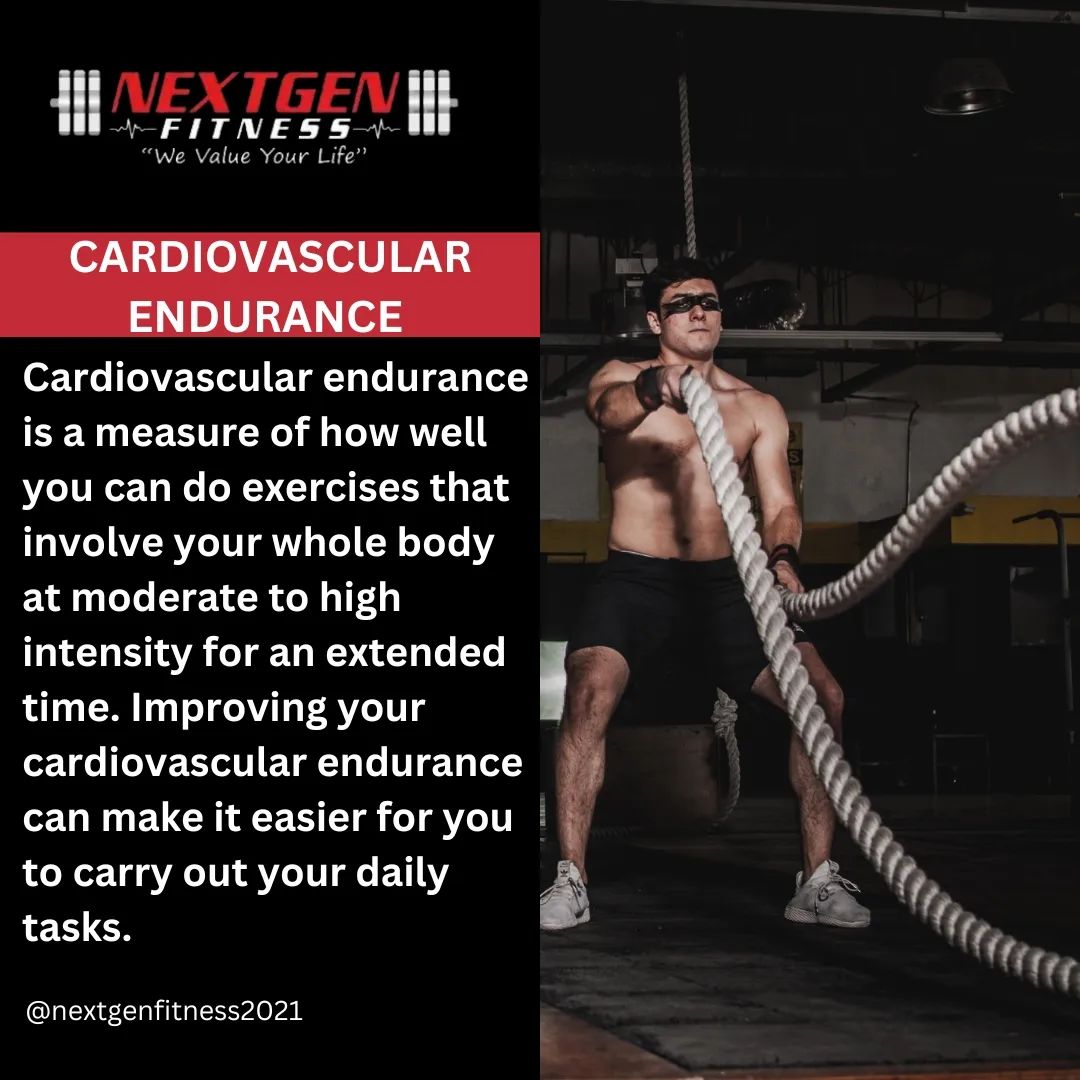 NEXTGEN
FITNESS
“We Value Your Life”
CARDIOVASCULAR
ENDURANCE
Cardiovascular endurance
is a measure of how well
you can do exercises that
involve your whole body
at moderate to high
intensity for an extended
time. Improving your
cardiovascular endurance
can make it easier for you
to carry out your daily
tasks.
@nextgenfitness2021